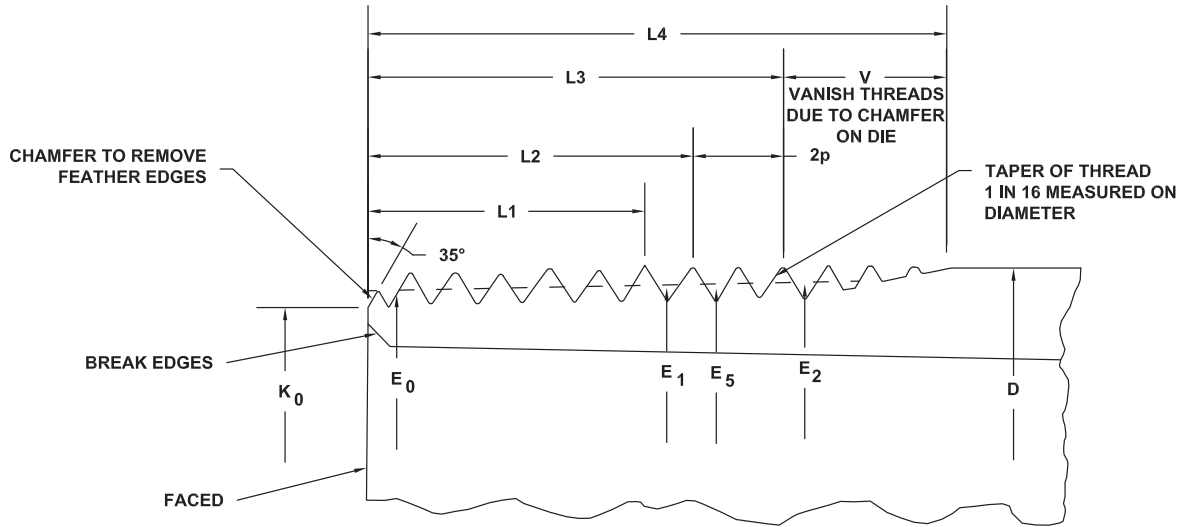 L4
L3
V
VANISH THREADS
DUE TO CHAMFER
ON DIE
L2
2p
CHAMFER TO REMOVE
FEATHER EDGES
TAPER OF THREAD
1 IN 16 MEASURED ON
DIAMETER
L1
35°
BREAK EDGES
K0
E0
E1
E5
E2
D
FACED